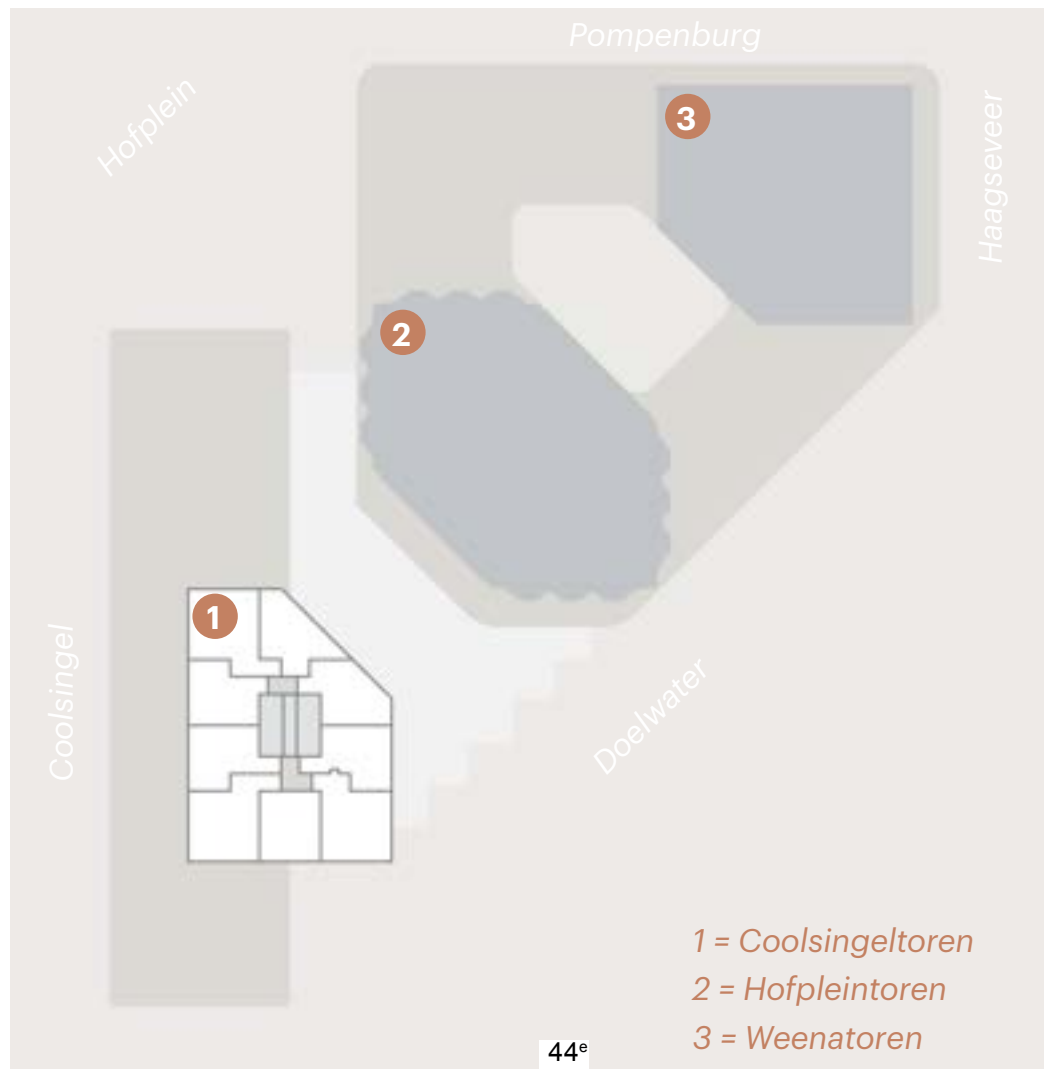 Pompenburg
Hofplein
Haagseveer
3
2
1
Coolsingel
Doelwater
1 = Coolsingeltoren
2 = Hofpleintoren
3 = Weenatoren
44e